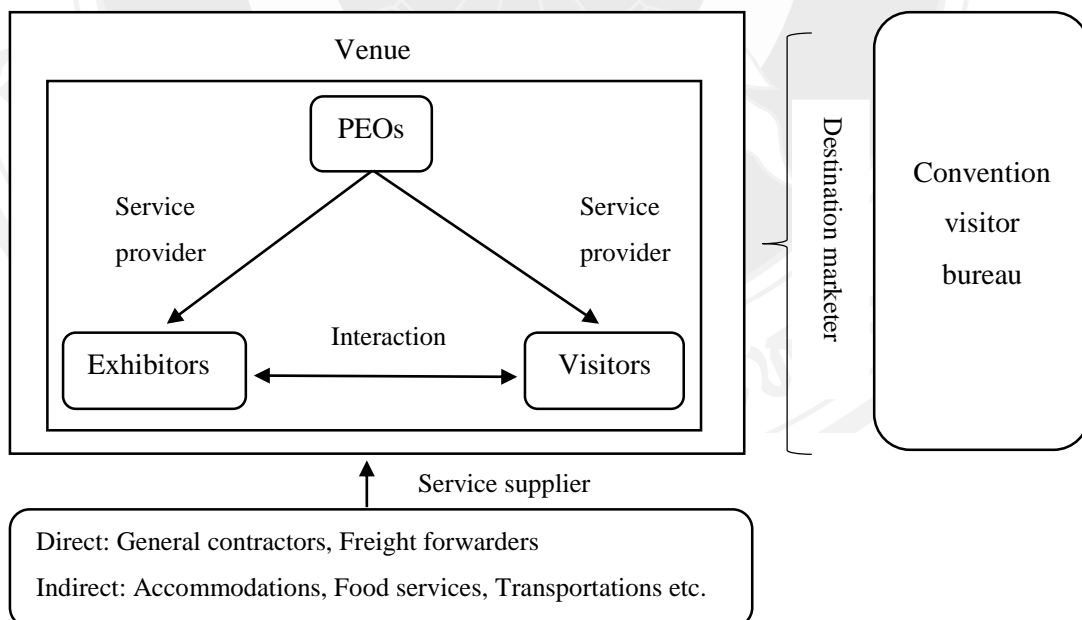 Venue
PEOs
Service
provider
Service
provider
Interaction
Exhibitors
Visitors
Destination marketer
Convention
visitor
bureau
Service supplier
Direct: General contractors, Freight forwarders
Indirect: Accommodations, Food services, Transportations etc.